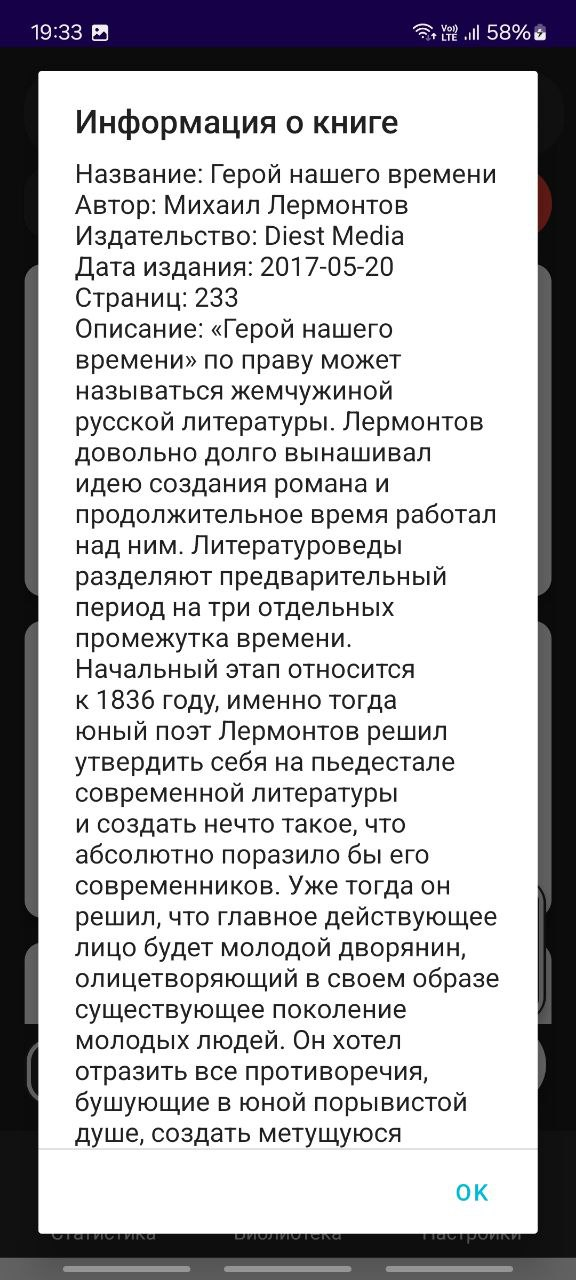 19:33
Vo)) LTE 58%
Информация о книге
Название: Герой нашего времени
Автор: Михаил Лермонтов
Издательство: Diest Media
Дата издания: 2017-05-20
Страниц: 233
Описание: «Герой нашего
времени» по праву может
называться жемчужиной
русской литературы. Лермонтов
довольно долго вынашивал
идею создания романа и
продолжительное время работал
над ним. Литературоведы
разделяют предварительный
период на три отдельных
промежутка времени.
Начальный этап относится
к 1836 году, именно тогда
юный поэт Лермонтов решил
утвердить себя на пьедестале
современной литературы
и создать нечто такое, что
абсолютно поразило бы его
современников. Уже тогда он
решил, что главное действующее
лицо будет молодой дворянин,
олицетворяющий в своем образе
существующее поколение
молодых людей. Он хотел
отразить все противоречия,
бушующие в юной порывистой
душе, создать метущуюся
OK
Статистика Библиотека Настройки